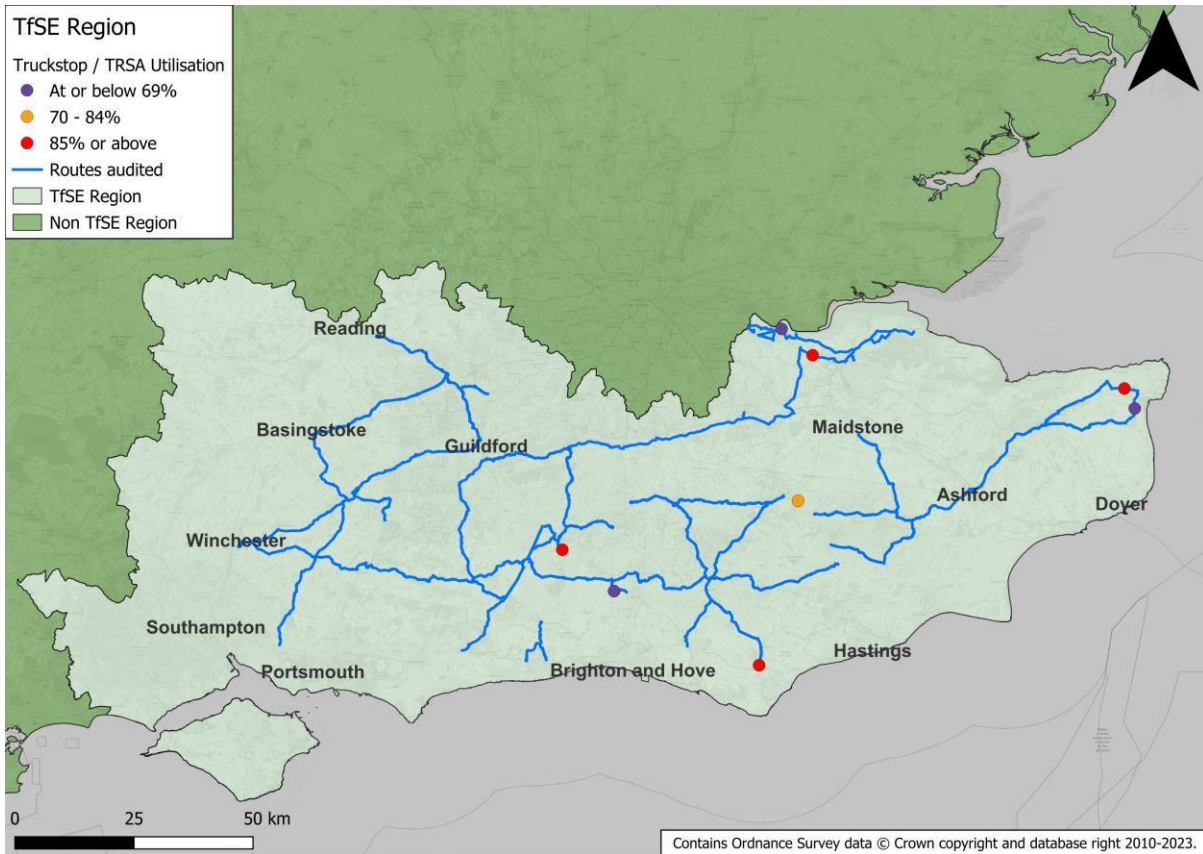 TfSE Region
Truckstop / TRSA Utilisation
At or below 69%
70 - 84%
85% or above
Routes audited
TfSE Region
Non TfSE Region
Reading
Basingstoke
Guildford
Maidstone
Ashford
Dover
Winchester
Southampton
Portsmouth
Brighton and Hove
Hastings
0 25 50 km
Contains Ordnance Survey data © Crown copyright and database right 2010-2023.